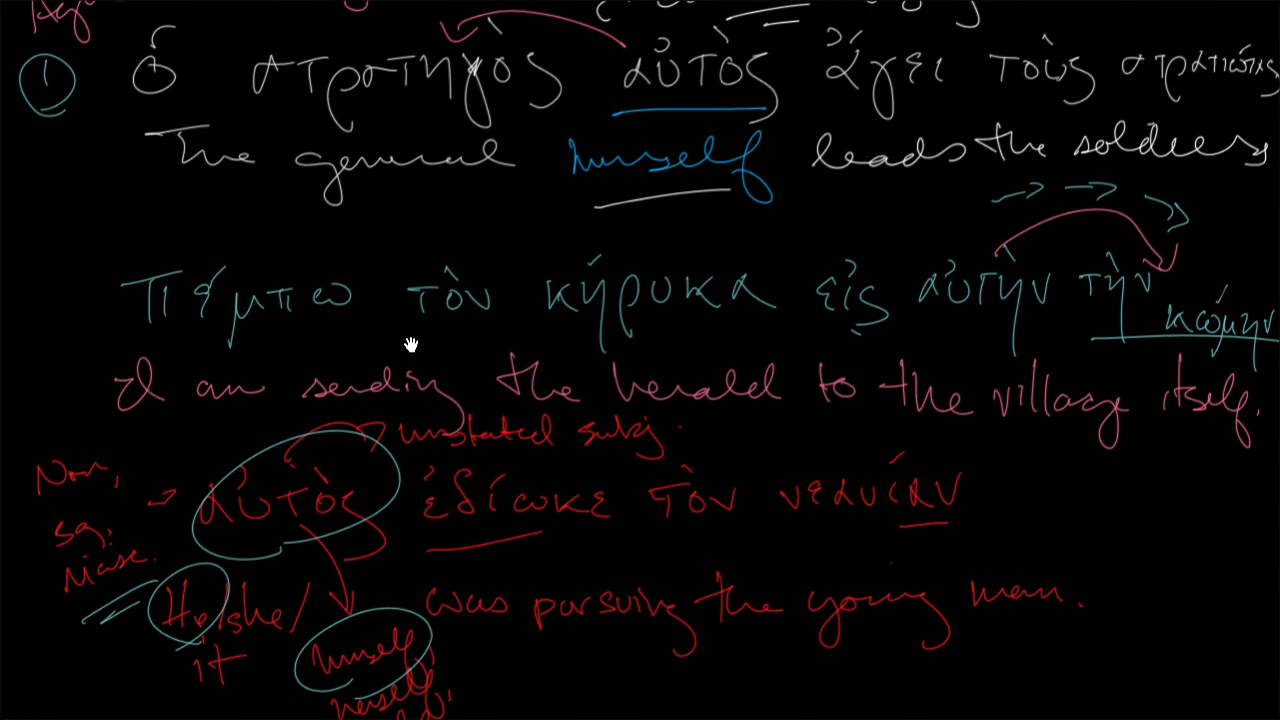 ①
ὁ στρατηγὸς αὐτὸς ἄγει τοὺς στρατιώτας
The general himself leads the soldiers
Πέμπω τὸν κήρυκα εἰς αὐτὴν τὴν κώμην
I am sending the herald to the village itself.
unstated subj.
Nom, sg, masc.
αὐτὸς ἐδίωκε τὸν νεανίαν
He/she/it
himself, herself,
was pursuing the young man.